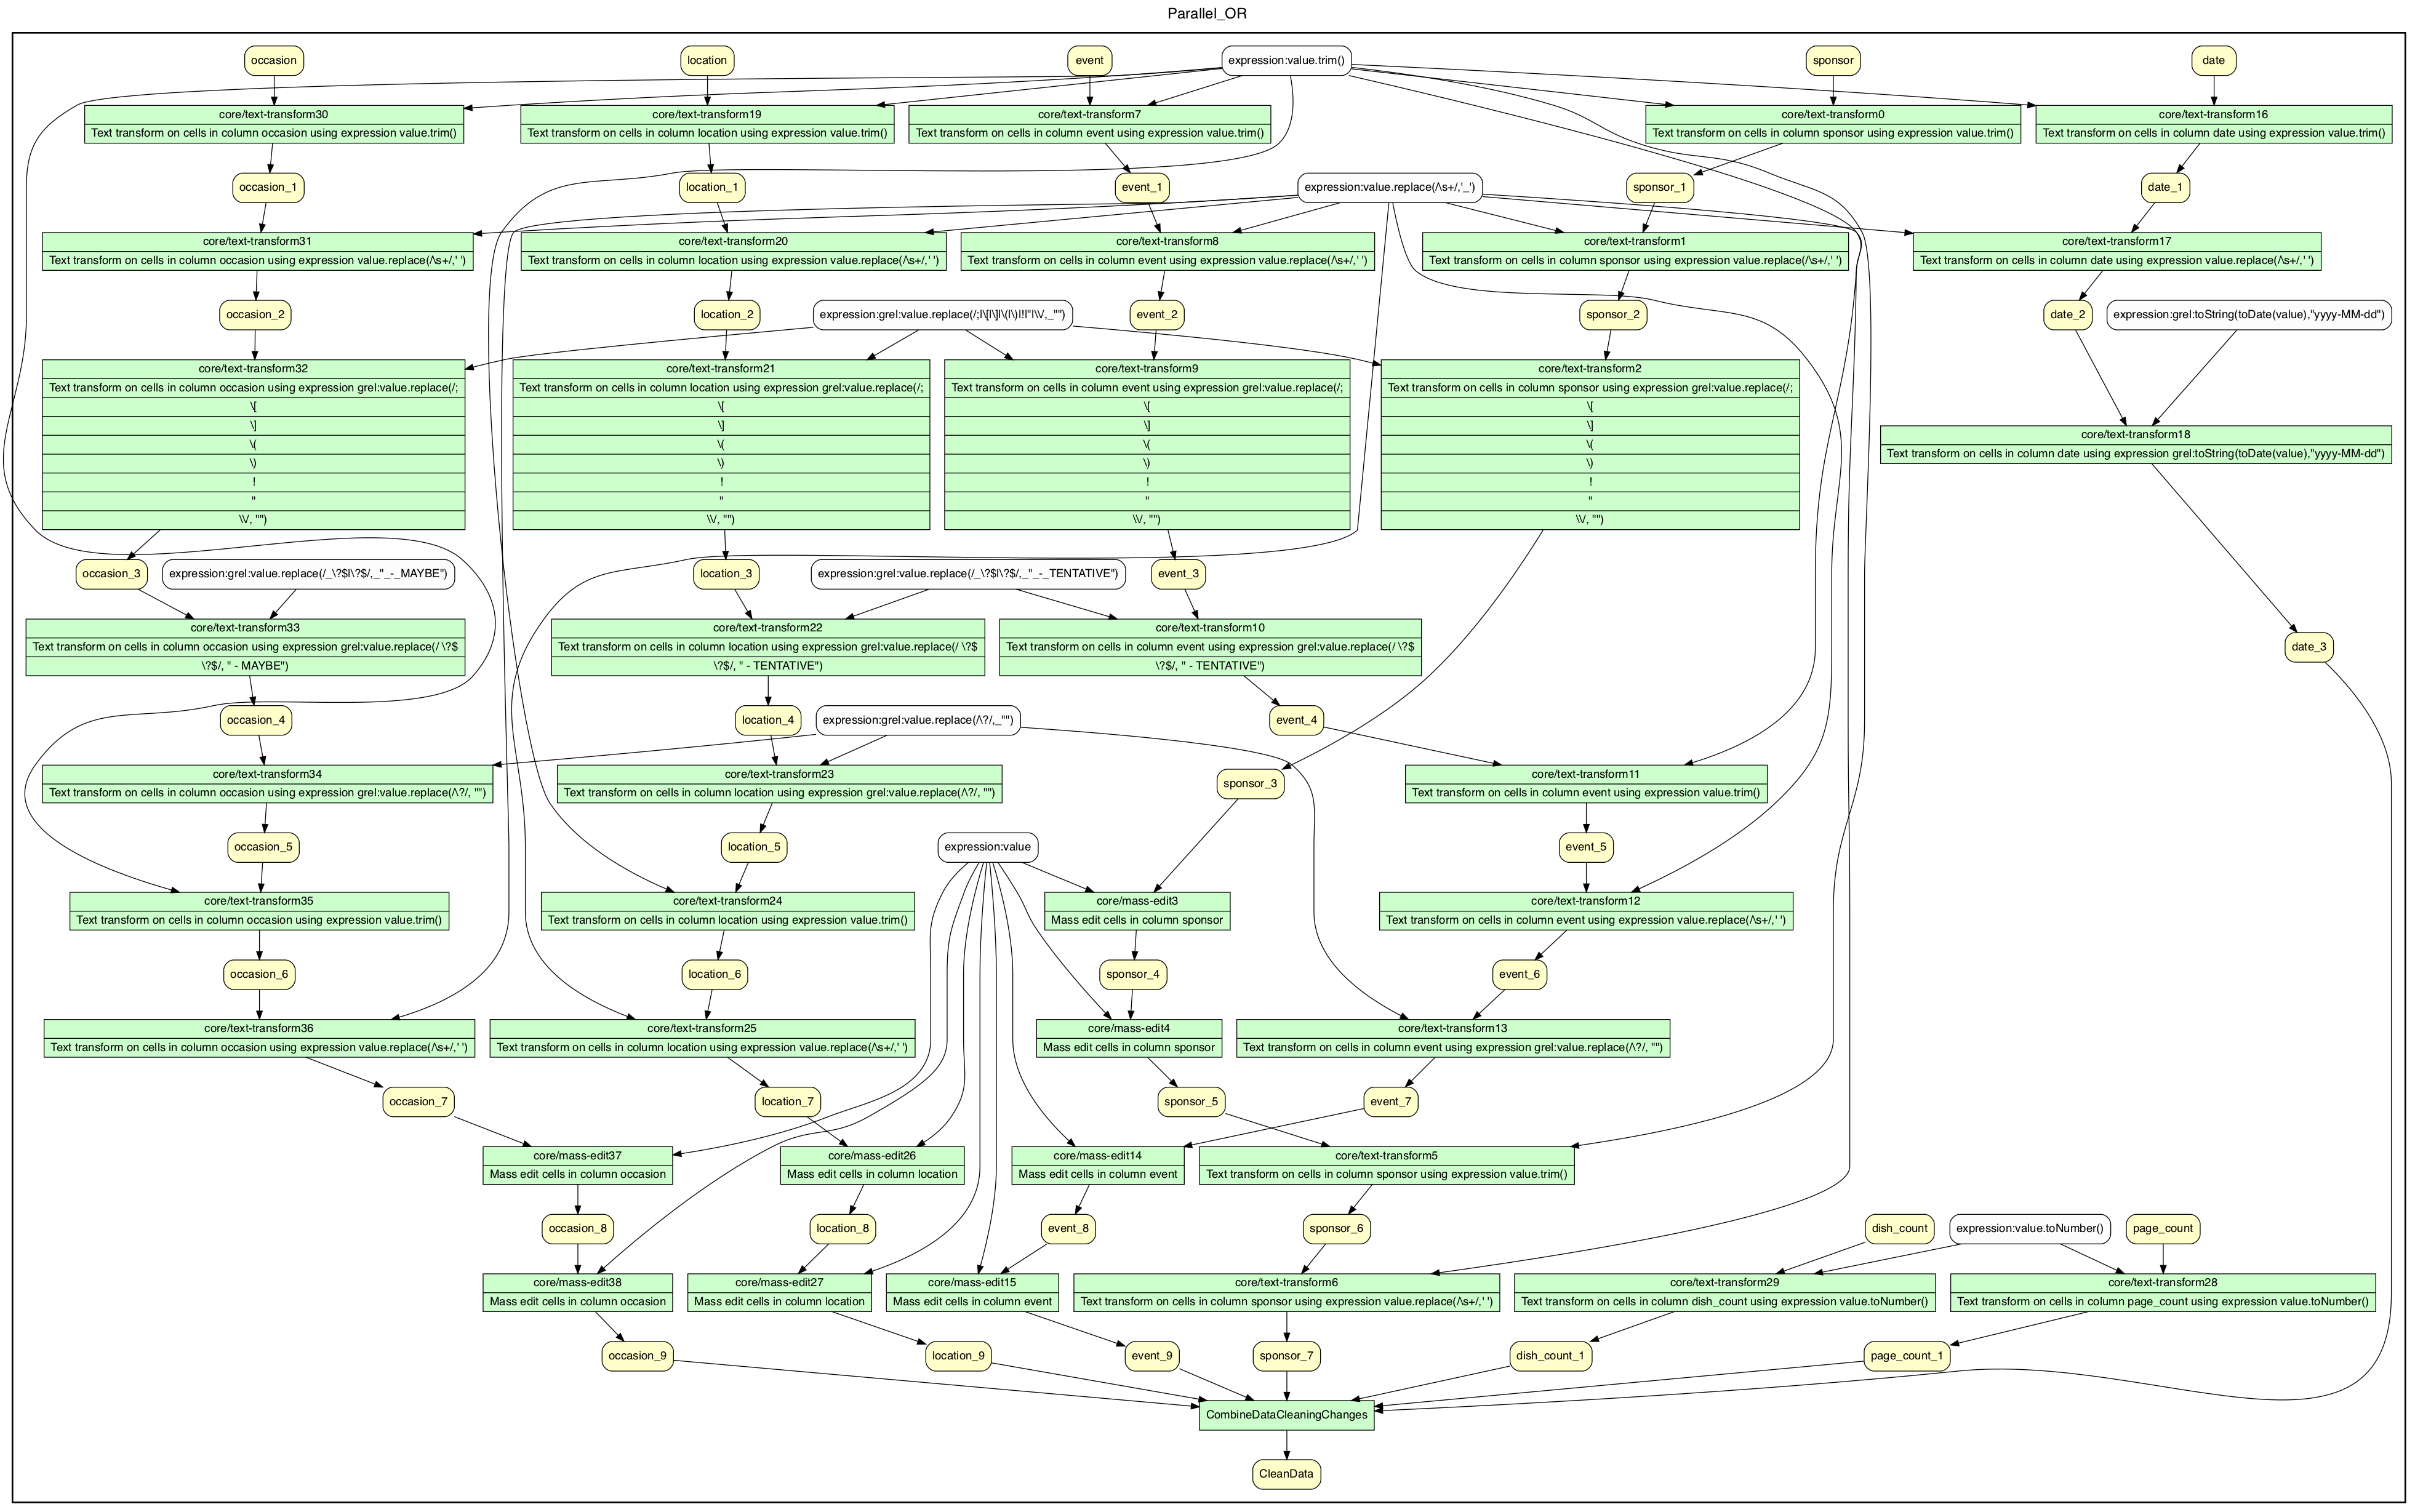 Parallel_OR
occasion
location
event
expression:value.trim()
sponsor
date
core/text-transform30
Text transform on cells in column occasion using expression value.trim()
core/text-transform19
Text transform on cells in column location using expression value.trim()
core/text-transform7
Text transform on cells in column event using expression value.trim()
core/text-transform0
Text transform on cells in column sponsor using expression value.trim()
core/text-transform16
Text transform on cells in column date using expression value.trim()
occasion_1
location_1
event_1
expression:value.replace(/\s+/,'_')
sponsor_1
date_1
core/text-transform31
Text transform on cells in column occasion using expression value.replace(/\s+/,' ')
core/text-transform20
Text transform on cells in column location using expression value.replace(/\s+/,' ')
core/text-transform8
Text transform on cells in column event using expression value.replace(/\s+/,' ')
core/text-transform1
Text transform on cells in column sponsor using expression value.replace(/\s+/,' ')
core/text-transform17
Text transform on cells in column date using expression value.replace(/\s+/,' ')
occasion_2
location_2
expression:grel:value.replace(/;|\[|\]|\(|\)|!|"|\\/,_"")
event_2
sponsor_2
date_2
expression:grel:toString(toDate(value),"yyyy-MM-dd")
core/text-transform32
Text transform on cells in column occasion using expression grel:value.replace(/;
\[
\]
\(
\)
!
"
\\/, "")
core/text-transform21
Text transform on cells in column location using expression grel:value.replace(/;
\[
\]
\(
\)
!
"
\\/, "")
core/text-transform9
Text transform on cells in column event using expression grel:value.replace(/;
\[
\]
\(
\)
!
"
\\/, "")
core/text-transform2
Text transform on cells in column sponsor using expression grel:value.replace(/;
\[
\]
\(
\)
!
"
\\/, "")
core/text-transform18
Text transform on cells in column date using expression grel:toString(toDate(value),"yyyy-MM-dd")
occasion_3
expression:grel:value.replace(/_\?$|\?$/,_"_-_MAYBE")
location_3
expression:grel:value.replace(/_\?$|\?$/,_"_-_TENTATIVE")
event_3
core/text-transform33
Text transform on cells in column occasion using expression grel:value.replace(/ \?$
\?$/, " - MAYBE")
core/text-transform22
Text transform on cells in column location using expression grel:value.replace(/ \?$
\?$/, " - TENTATIVE")
core/text-transform10
Text transform on cells in column event using expression grel:value.replace(/ \?$
\?$/, " - TENTATIVE")
date_3
occasion_4
location_4
expression:grel:value.replace(/\?/,_"")
event_4
core/text-transform34
Text transform on cells in column occasion using expression grel:value.replace(/\?/, "")
core/text-transform23
Text transform on cells in column location using expression grel:value.replace(/\?/, "")
sponsor_3
core/text-transform11
Text transform on cells in column event using expression value.trim()
occasion_5
location_5
expression:value
event_5
core/text-transform35
Text transform on cells in column occasion using expression value.trim()
core/text-transform24
Text transform on cells in column location using expression value.trim()
core/mass-edit3
Mass edit cells in column sponsor
core/text-transform12
Text transform on cells in column event using expression value.replace(/\s+/,' ')
occasion_6
location_6
sponsor_4
event_6
core/text-transform36
Text transform on cells in column occasion using expression value.replace(/\s+/,' ')
core/text-transform25
Text transform on cells in column location using expression value.replace(/\s+/,' ')
core/mass-edit4
Mass edit cells in column sponsor
core/text-transform13
Text transform on cells in column event using expression grel:value.replace(/\?/, "")
occasion_7
location_7
sponsor_5
event_7
core/mass-edit37
Mass edit cells in column occasion
core/mass-edit26
Mass edit cells in column location
core/mass-edit14
Mass edit cells in column event
core/text-transform5
Text transform on cells in column sponsor using expression value.trim()
occasion_8
location_8
event_8
sponsor_6
dish_count
expression:value.toNumber()
page_count
core/mass-edit38
Mass edit cells in column occasion
core/mass-edit27
Mass edit cells in column location
core/mass-edit15
Mass edit cells in column event
core/text-transform6
Text transform on cells in column sponsor using expression value.replace(/\s+/,' ')
core/text-transform29
Text transform on cells in column dish_count using expression value.toNumber()
core/text-transform28
Text transform on cells in column page_count using expression value.toNumber()
occasion_9
location_9
event_9
sponsor_7
dish_count_1
page_count_1
CombineDataCleaningChanges
CleanData